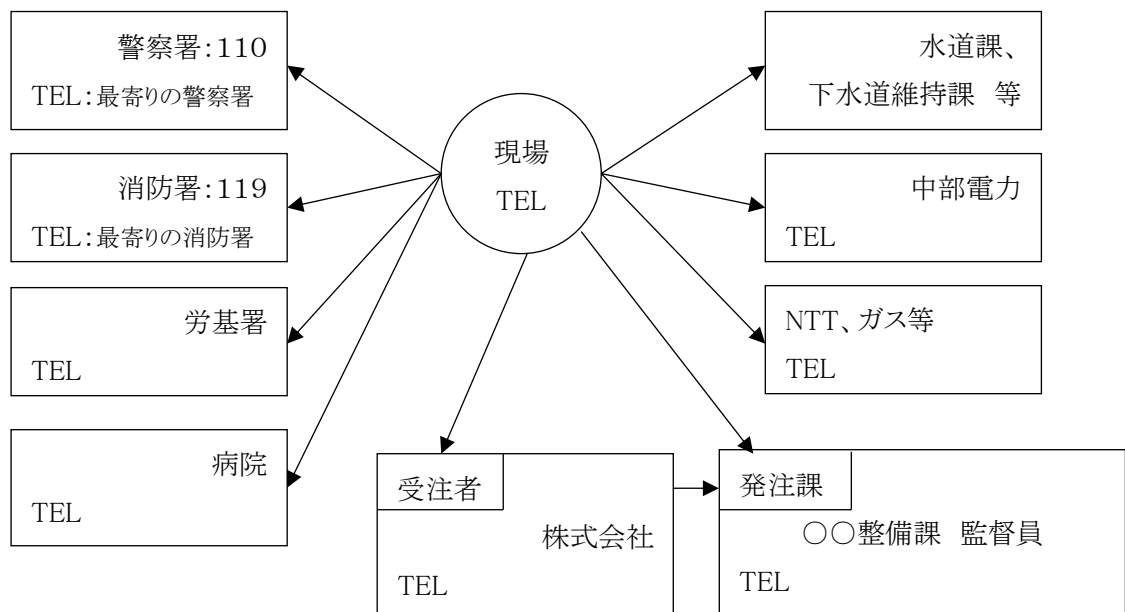 警察署:110
TEL:最寄りの警察署
消防署:119
TEL:最寄りの消防署
労基署
TEL
病院
TEL
現場
TEL
水道課、
下水道維持課 等
中部電力
TEL
NTT、ガス等
TEL
受注者
株式会社
TEL
発注課
○○整備課 監督員
TEL